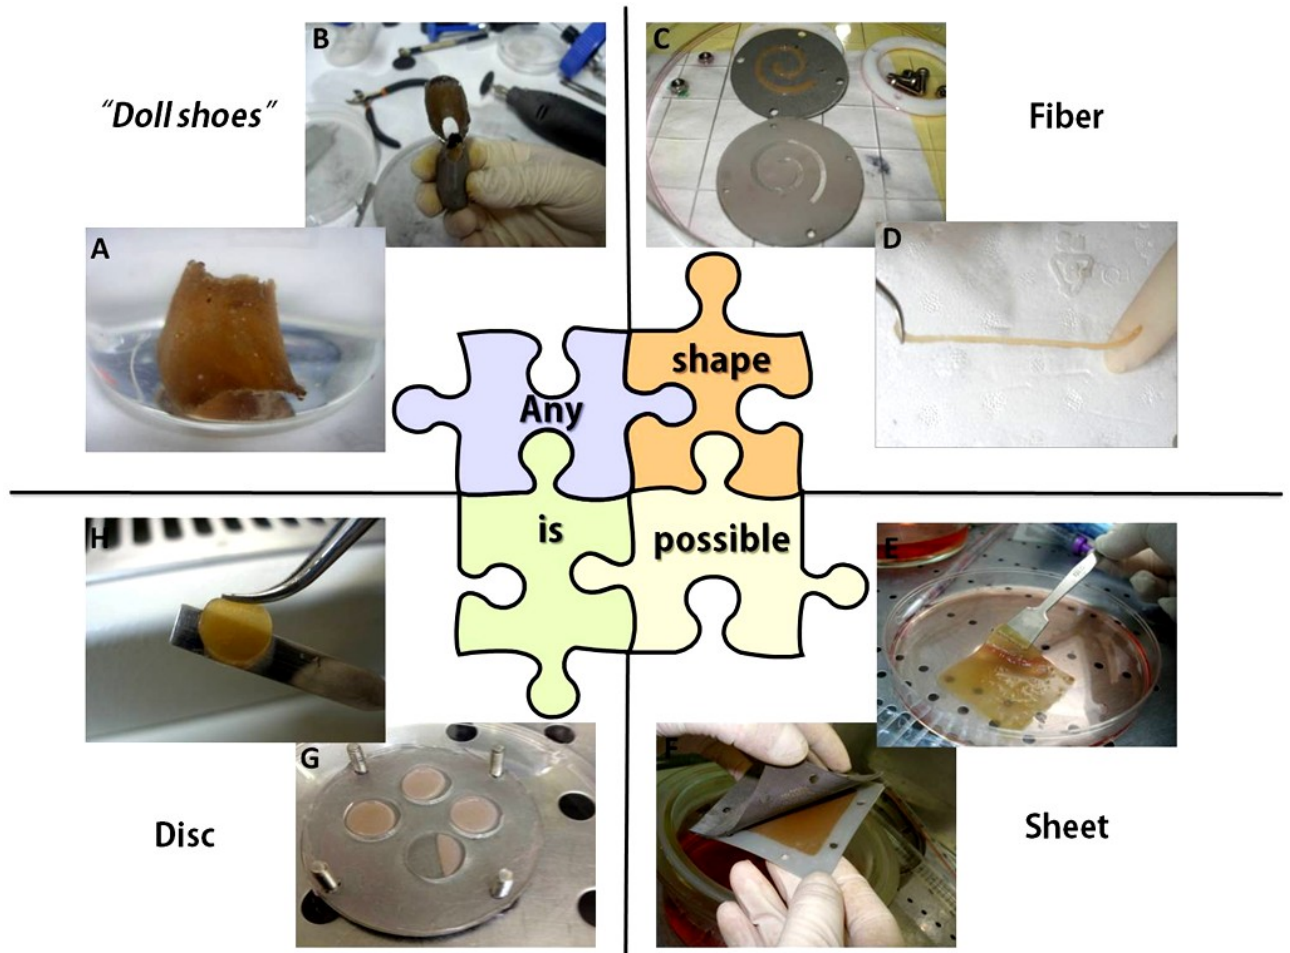 B
C
"Doll shoes"
Fiber
A
D
shape
Any
is
possible
H
E
G
F
Disc
Sheet